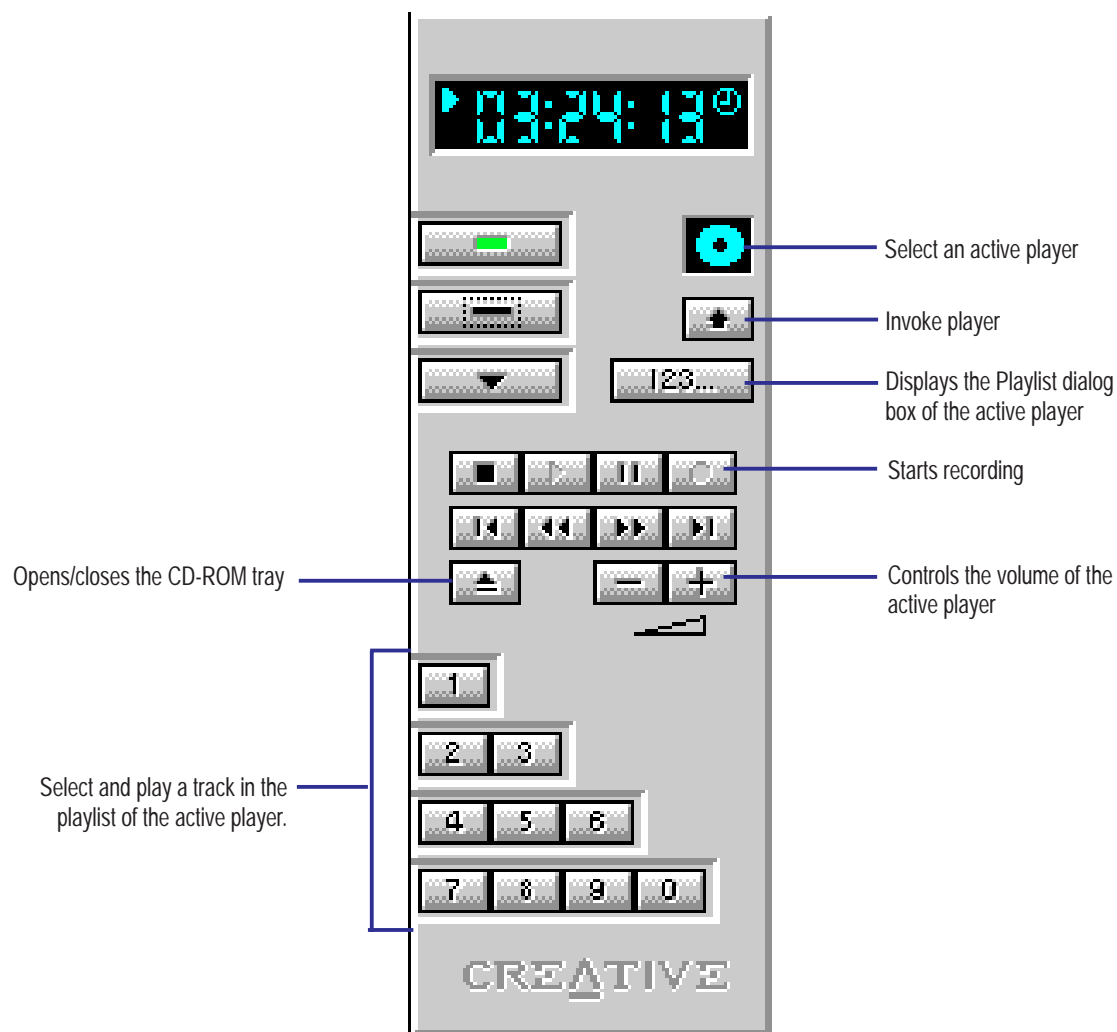 03:24:13
Select an active player
Invoke player
123...
Displays the Playlist dialog
box of the active player
Starts recording
Opens/closes the CD-ROM tray
Controls the volume of the
active player
1
2 3
Select and play a track in the
playlist of the active player.
4 5 6
7 8 9 0
CREATIVE